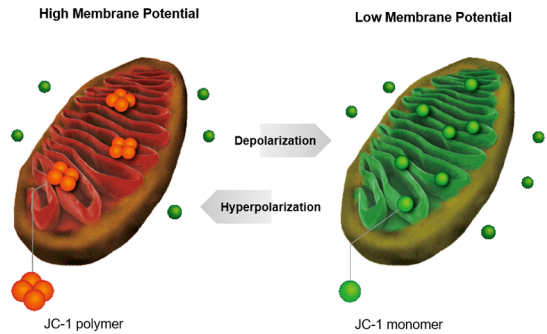 High Membrane Potential
Low Membrane Potential
Depolarization
Hyperpolarization
JC-1 polymer
JC-1 monomer